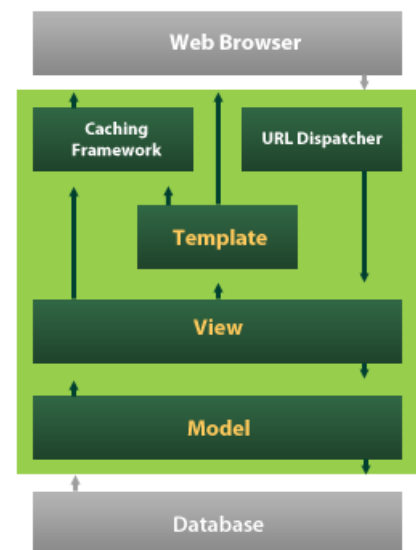 Web Browser
Caching
Framework
URL Dispatcher
Template
View
Model
Database